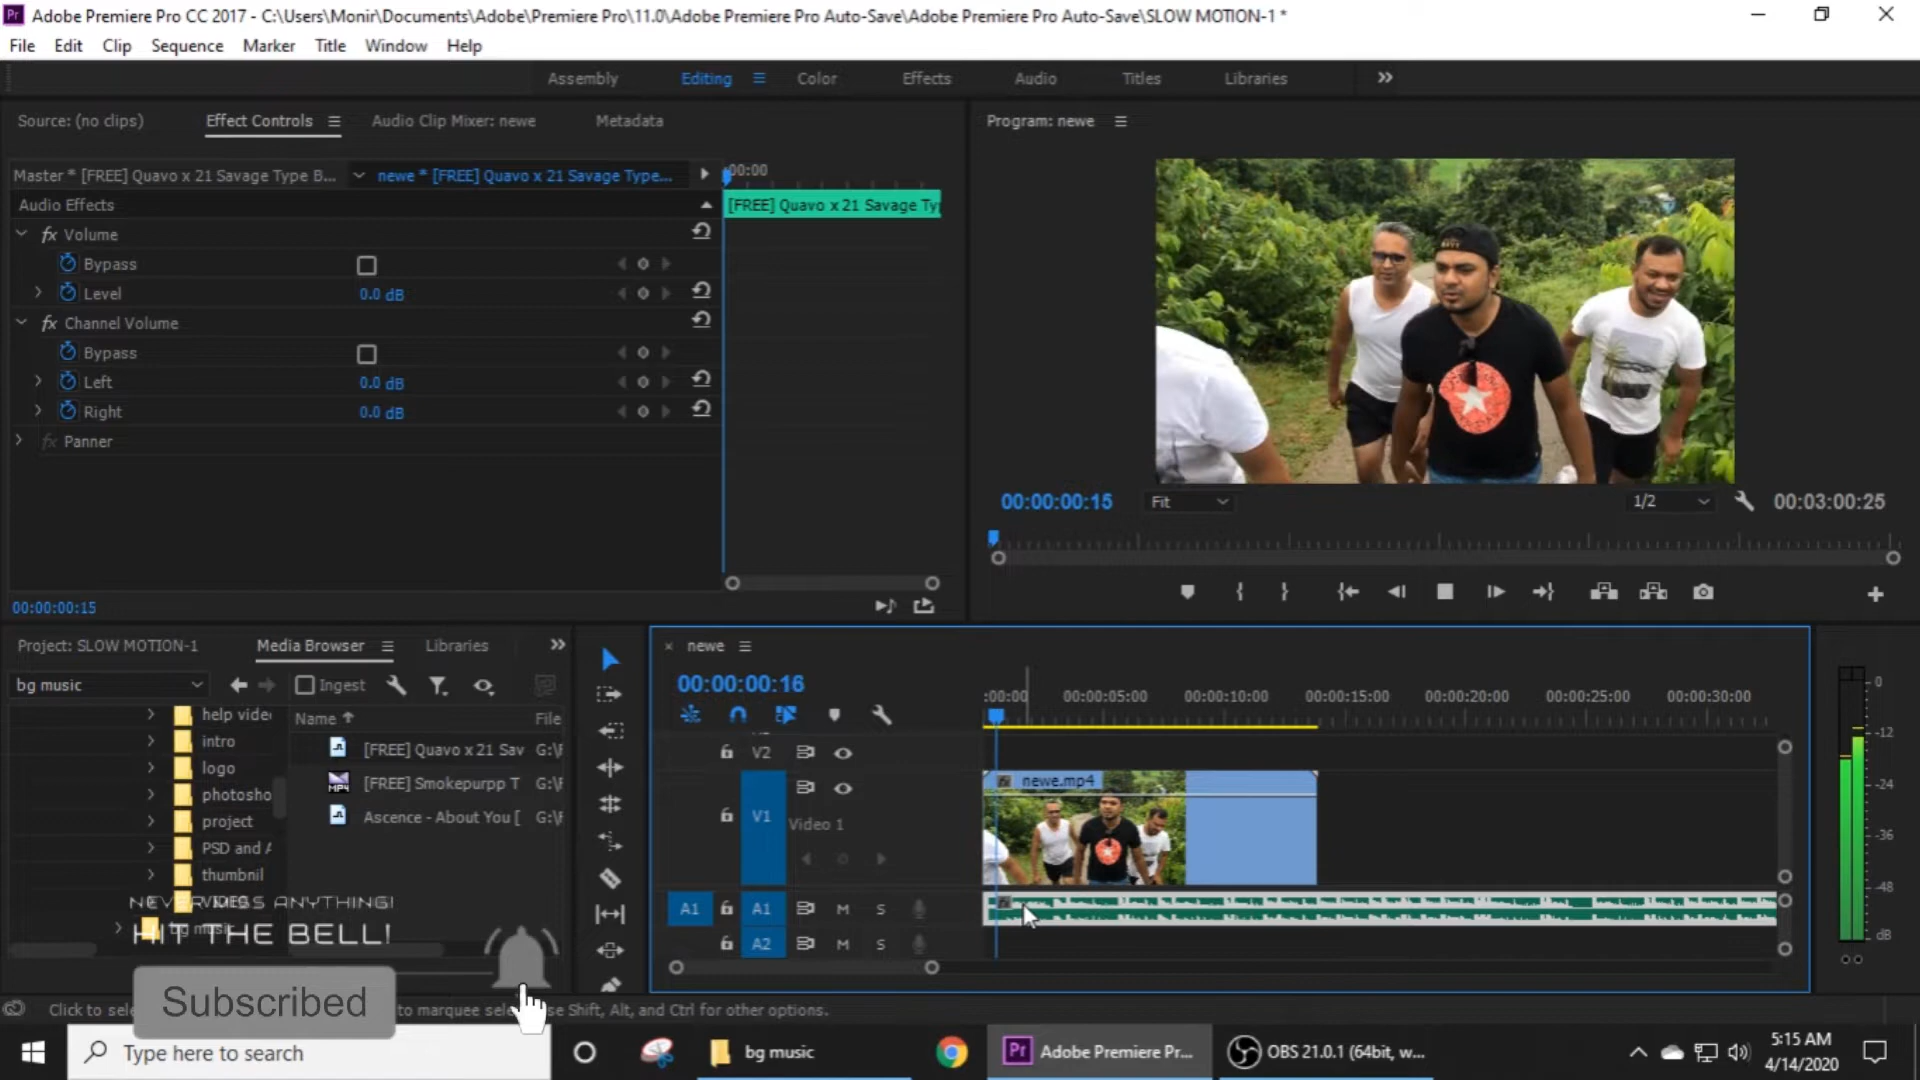 Adobe Premiere Pro CC 2017 - C:\Users\Monir\Documents\Adobe\Premiere Pro\11.0\Adobe Premiere Pro Auto-Save\Adobe Premiere Pro Auto-Save\SLOW MOTION-1 *
File Edit Clip Sequence Marker Title Window Help
Assembly Editing Color Effects Audio Titles Libraries
Source: (no clips) Effect Controls Audio Clip Mixer: newe Metadata
Program: newe
Master * [FREE] Quavo x 21 Savage Type B... newe * [FREE] Quavo x 21 Savage Type...
:00:00
Audio Effects
[FREE] Quavo x 21 Savage Ty
fx Volume
Bypass
Level 0.0 dB
fx Channel Volume
Bypass
Left 0.0 dB
Right 0.0 dB
fx Panner
00:00:00:15 Fit 1/2 00:03:00:25
00:00:00:15
Project: SLOW MOTION-1 Media Browser Libraries
newe
bg music Ingest
Name File
help vide
intro
logo
photosho
project
PSD and A
thumbnil
VIDEO
bg music
[FREE] Quavo x 21 Sav G:\F
MP4 [FREE] Smokepurpp T G:\F
Ascence - About You [ G:\F
00:00:00:16
:00:00 00:00:05:00 00:00:10:00 00:00:15:00 00:00:20:00 00:00:25:00 00:00:30:00
V2
fx newe.mp4
V1 Video 1
A1 A1 M S
A2 M S
0
-12
-24
-36
-48
dB
NEVER MISS ANYTHING!
HIT THE BELL!
Subscribed
Click to sele
to marquee sele
se Shift, Alt, and Ctrl for other options.
Type here to search
bg music
Pr Adobe Premiere Pr...
OBS 21.0.1 (64bit, w...
5:15 AM
4/14/2020